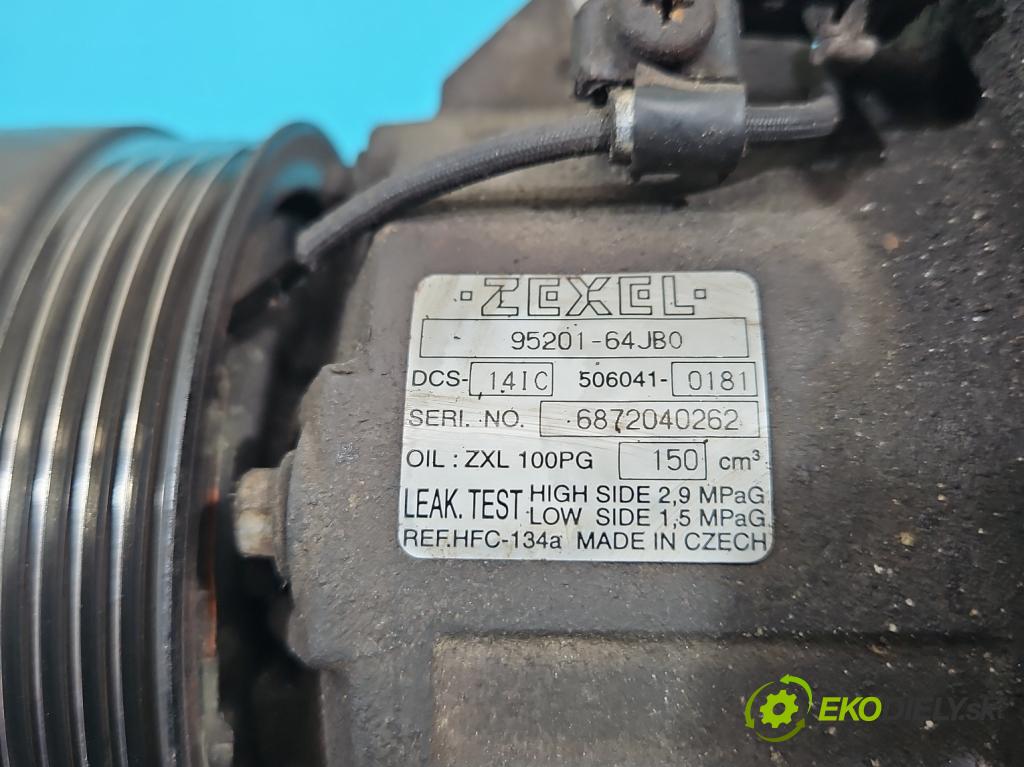 ·ZEXEL·
95201-64JB0
DCS- 14IC 506041- 0181
SERI. NO. 6872040262
OIL : ZXL 100PG 150 cm³
LEAK. TEST HIGH SIDE 2,9 MPaG
LOW SIDE 1,5 MPaG
REF.HFC-134a MADE IN CZECH
EKODIELY.sk